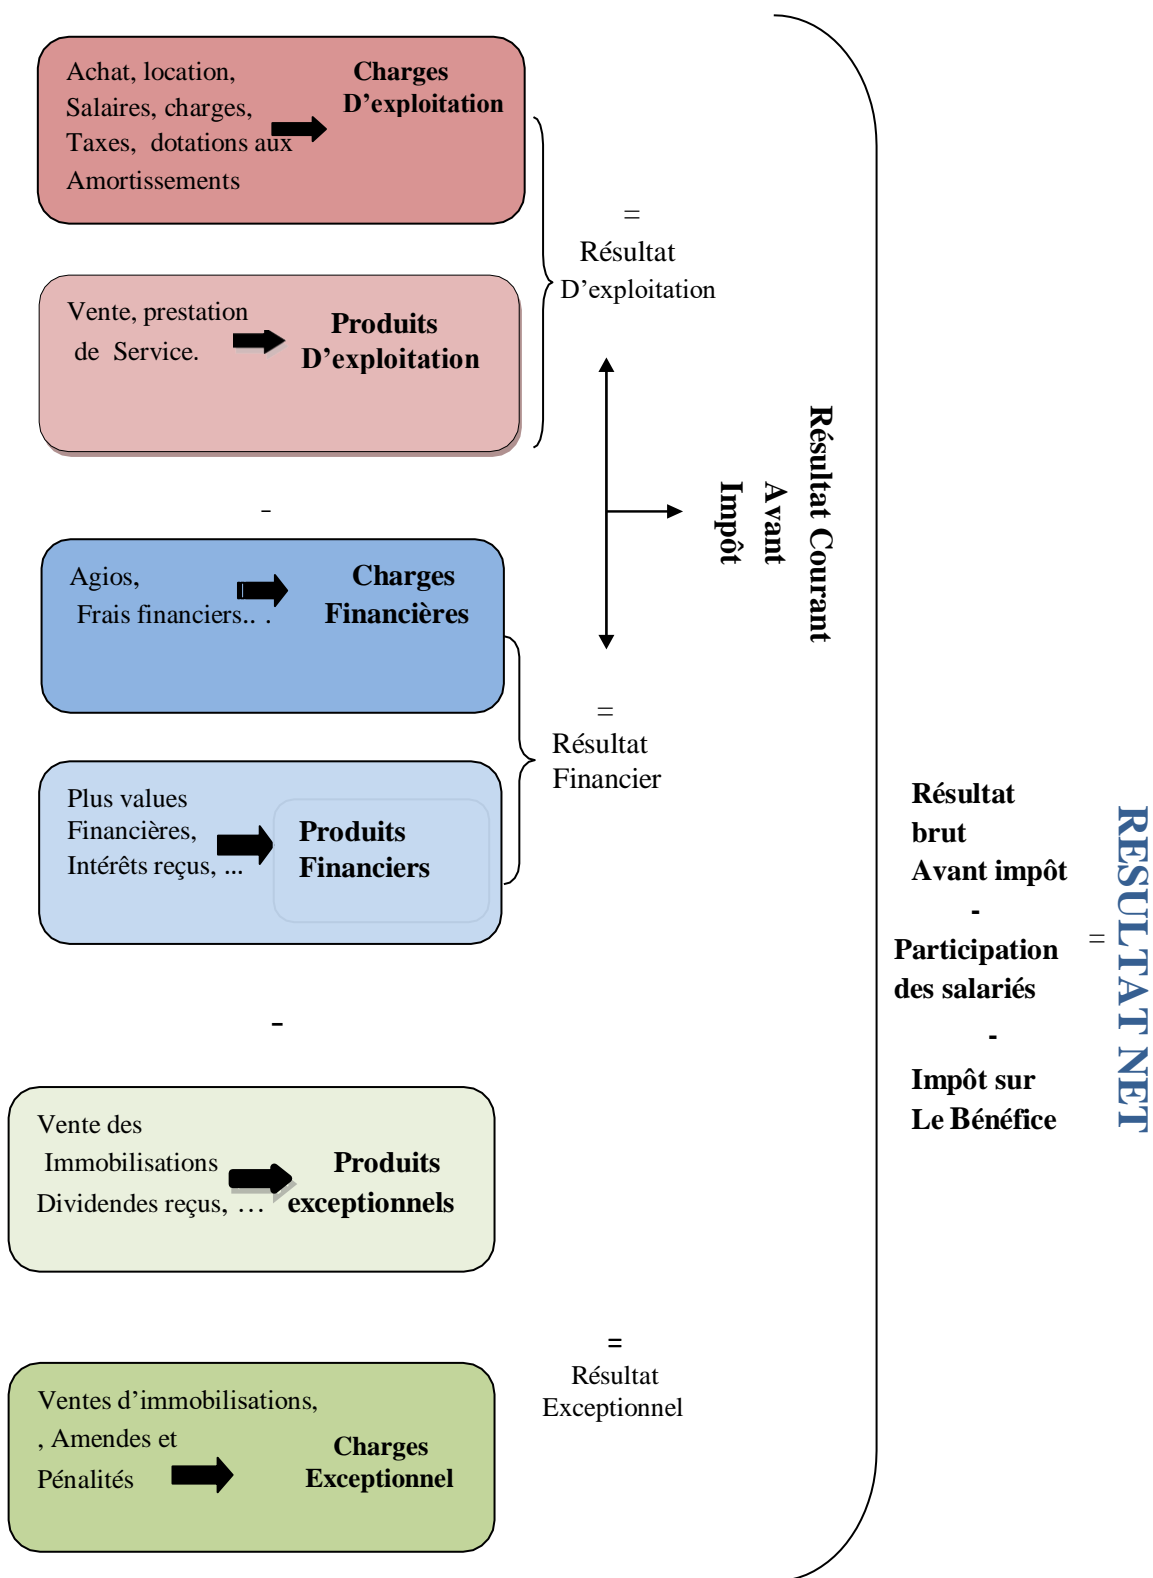 Achat, location,
Salaires, charges,
Taxes, dotations aux
Amortissements
Charges
D’exploitation
=
Résultat
D’exploitation
Vente, prestation
de Service.
Produits
D’exploitation
-
Résultat Courant
Avant
Impôt
Agios,
Frais financiers.. .
Charges
Financières
=
Résultat
Financier
Plus values
Financières,
Intérêts reçus, ...
Produits
Financiers
-
Vente des
Immobilisations
Dividendes reçus, …
Produits
exceptionnels
=
Résultat
Exceptionnel
Ventes d’immobilisations,
, Amendes et
Pénalités
Charges
Exceptionnel
Résultat
brut
Avant impôt
-
Participation
des salariés
-
Impôt sur
Le Bénéfice
=
RESULTAT NET